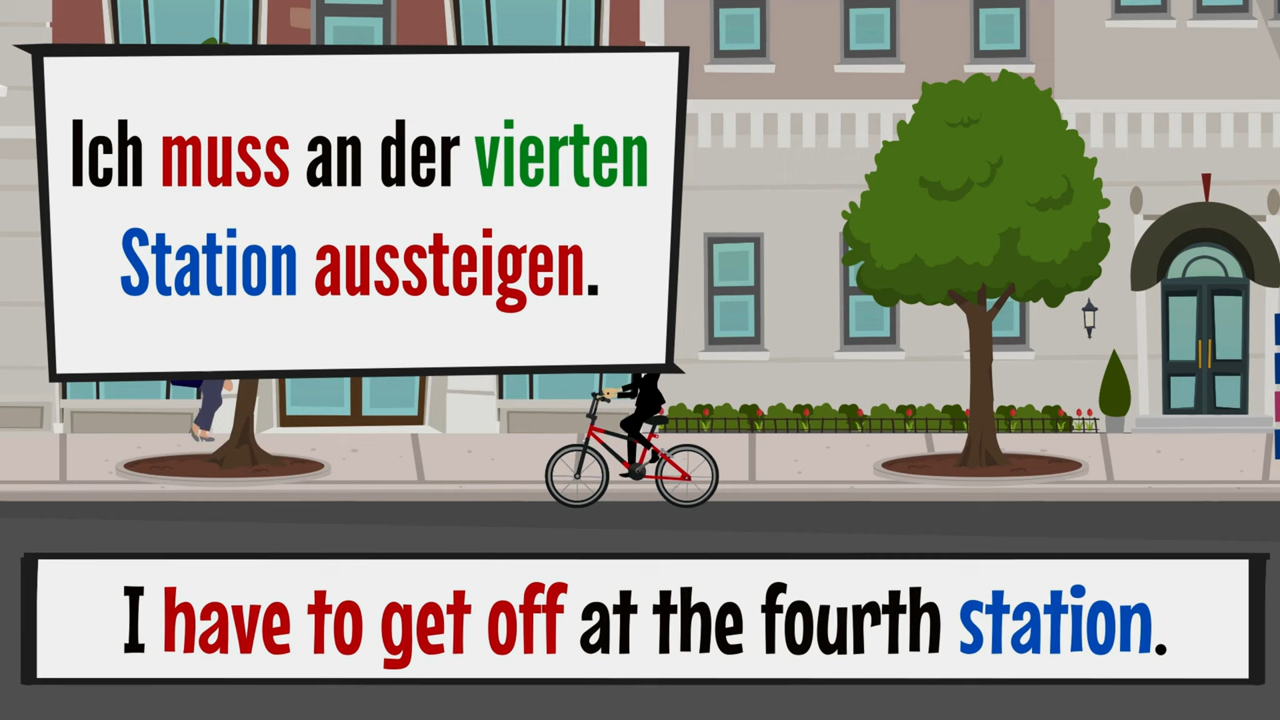 Ich muss an der vierten
Station aussteigen.
I have to get off at the fourth station.